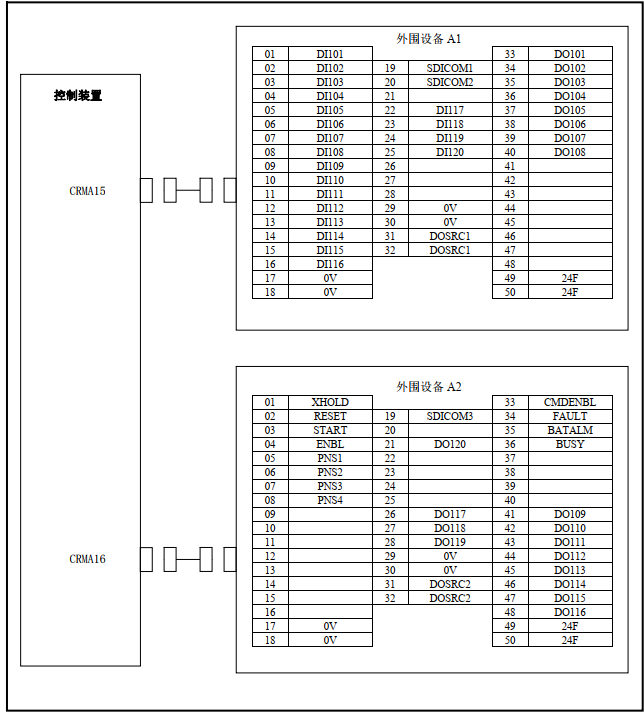 外围设备 A1
01 DI101 33 DO101
02 DI102 19 SDICOM1 34 DO102
03 DI103 20 SDICOM2 35 DO103
04 DI104 21 36 DO104
05 DI105 22 DI117 37 DO105
06 DI106 23 DI118 38 DO106
07 DI107 24 DI119 39 DO107
08 DI108 25 DI120 40 DO108
09 DI109 26 41
10 DI110 27 42
11 DI111 28 43
12 DI112 29 0V 44
13 DI113 30 0V 45
14 DI114 31 DOSRC1 46
15 DI115 32 DOSRC1 47
16 DI116 48
17 0V 49 24F
18 0V 50 24F
控制装置
CRMA15
外围设备 A2
01 XHOLD 33 CMDENBL
02 RESET 19 SDICOM3 34 FAULT
03 START 20 35 BATALM
04 ENBL 21 DO120 36 BUSY
05 PNS1 22 37
06 PNS2 23 38
07 PNS3 24 39
08 PNS4 25 40
09 26 DO117 41 DO109
10 27 DO118 42 DO110
11 28 DO119 43 DO111
12 29 0V 44 DO112
13 30 0V 45 DO113
14 31 DOSRC2 46 DO114
15 32 DOSRC2 47 DO115
16 48 DO116
17 0V 49 24F
18 0V 50 24F
CRMA16